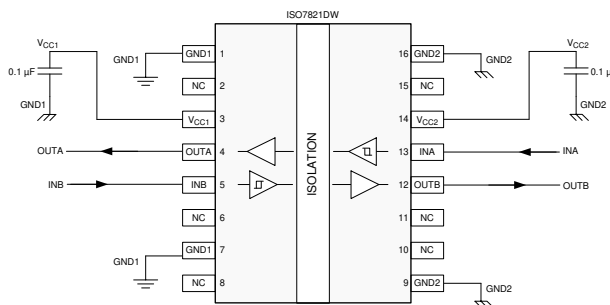 ISO7821DW
VCC1
0.1 µF
GND1
GND1
GND1 1
NC 2
VCC1 3
OUTA OUTA 4
INB INB 5
NC 6
GND1 GND1 7
NC 8
ISOLATION
16 GND2
GND2
15 NC
14 VCC2
VCC2
0.1 µ
GND2
13 INA INA
12 OUTB OUTB
11 NC
10 NC
9 GND2
GND2